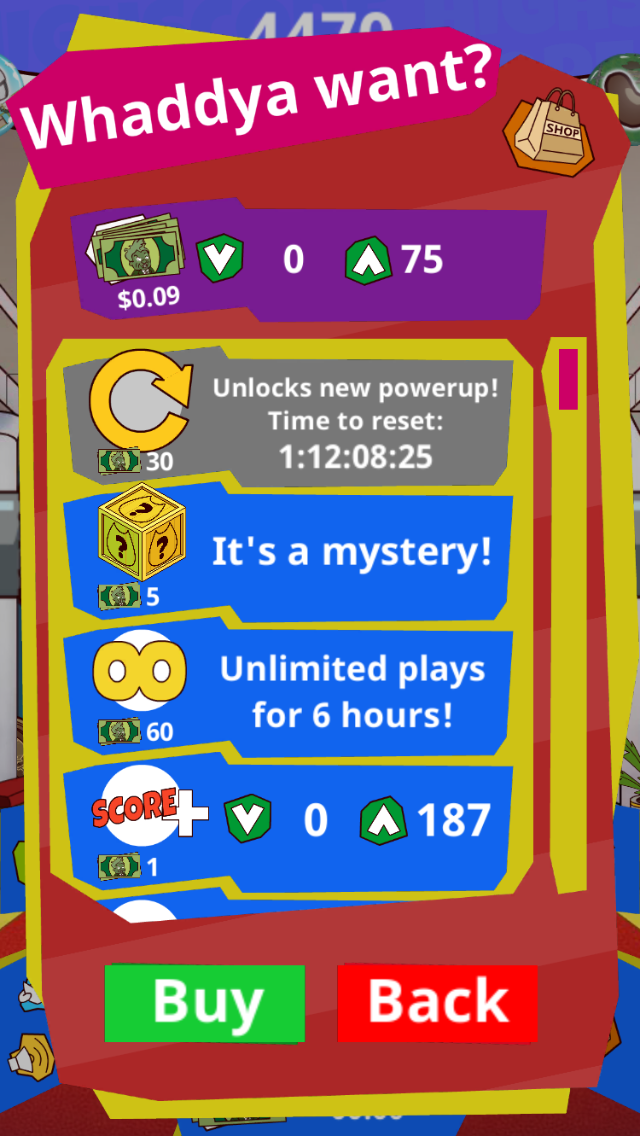 4470
Whaddya want?
SHOP
0 75
$0.09
Unlocks new powerup!
Time to reset:
30 1:12:08:25
? ? ?
It's a mystery!
5
Unlimited plays
for 6 hours!
60
SCORE+ 0 187
1
Buy Back